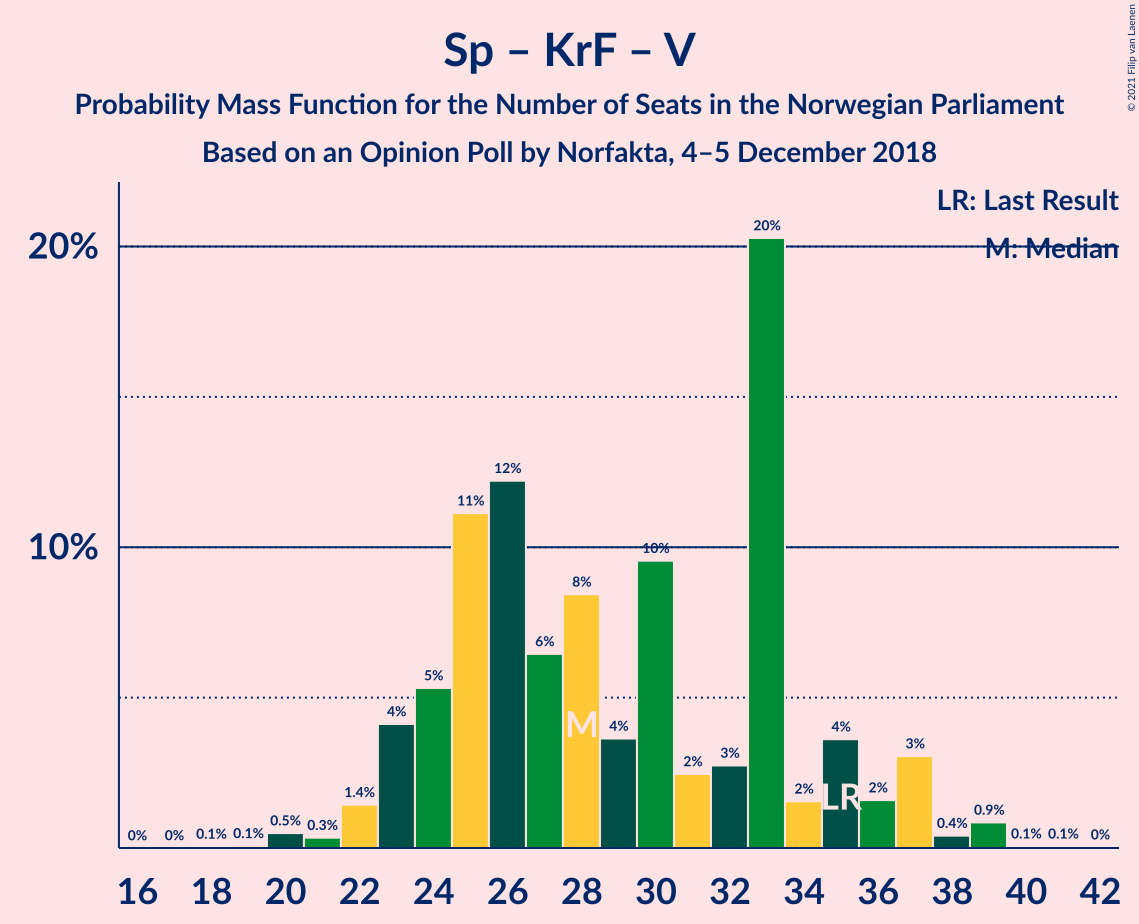 Sp – KrF – V
Probability Mass Function for the Number of Seats in the Norwegian Parliament
Based on an Opinion Poll by Norfakta, 4–5 December 2018
© 2021 Filip van Laenen
LR: Last Result
M: Median
20%
10%
0% 0% 0.1% 0.1% 0.5% 0.3% 1.4% 4% 5% 11% 12% 6% 8% 4% 10% 2% 3% 20% 2% 4% 2% 3% 0.4% 0.9% 0.1% 0.1% 0%
M
LR
16 18 20 22 24 26 28 30 32 34 36 38 40 42